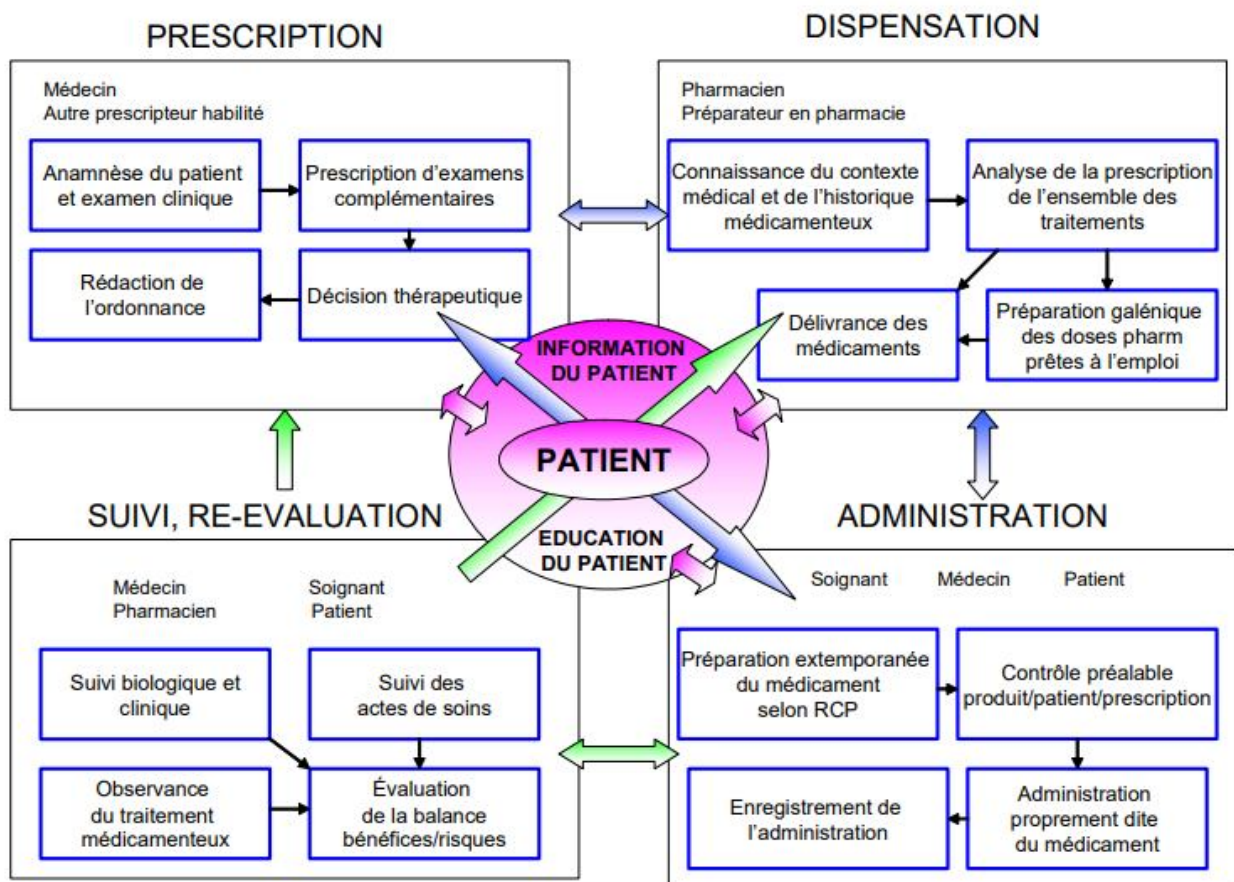 PRESCRIPTION
Médecin
Autre prescripteur habilité
Anamnèse du patient
et examen clinique
Prescription d’examens
complémentaires
Rédaction de
l’ordonnance
Décision thérapeutique
DISPENSATION
Pharmacien
Préparateur en pharmacie
Connaissance du contexte
médical et de l’historique
médicamenteux
Analyse de la prescription
de l’ensemble des
traitements
Délivrance des
médicaments
Préparation galénique
des doses pharm
prêtes à l’emploi
INFORMATION
DU PATIENT
PATIENT
EDUCATION
DU PATIENT
SUIVI, RE-EVALUATION
Médecin
Pharmacien
Soignant
Patient
Suivi biologique et
clinique
Suivi des
actes de soins
Observance
du traitement
médicamenteux
Évaluation
de la balance
bénéfices/risques
ADMINISTRATION
Soignant Médecin Patient
Préparation extemporanée
du médicament
selon RCP
Contrôle préalable
produit/patient/prescription
Enregistrement de
l’administration
Administration
proprement dite
du médicament